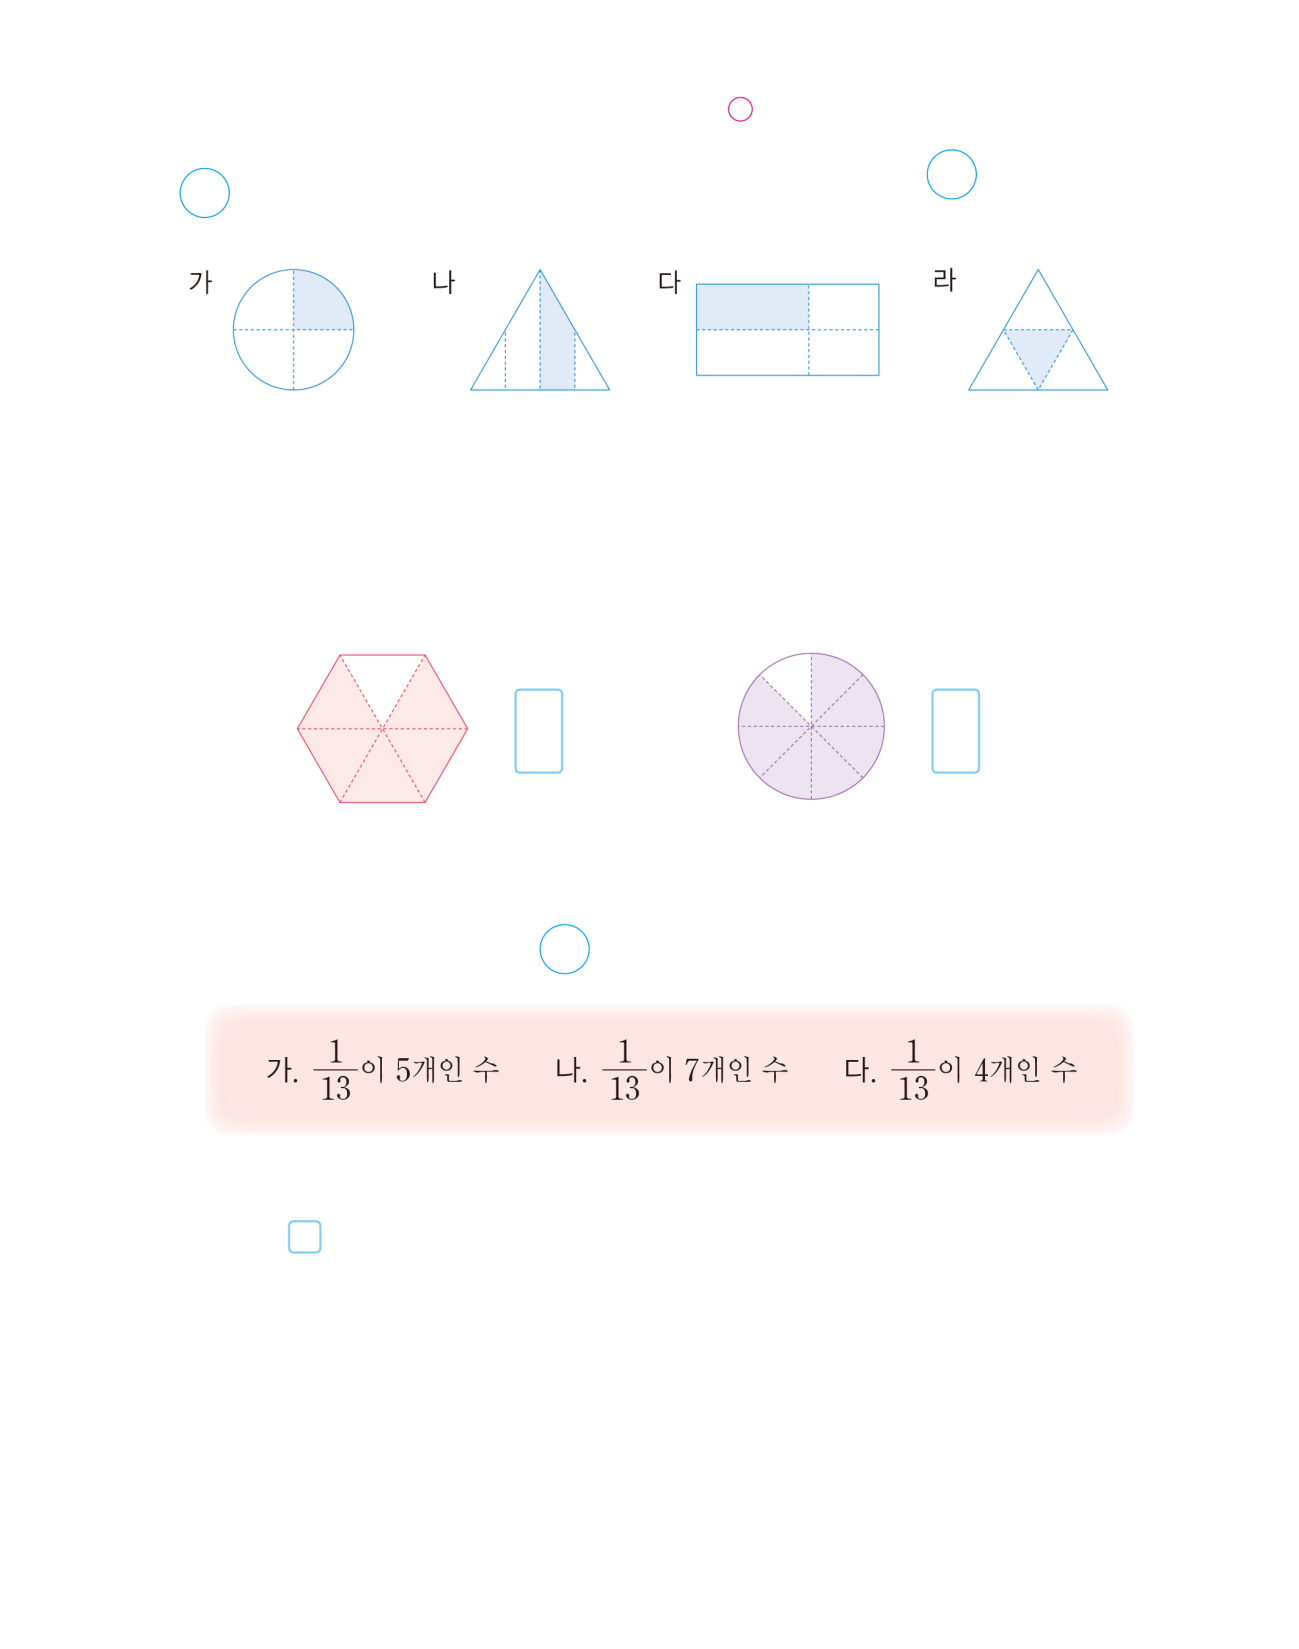 가 나 다 라
가. 1/13이 5개인 수 나. 1/13이 7개인 수 다. 1/13이 4개인 수